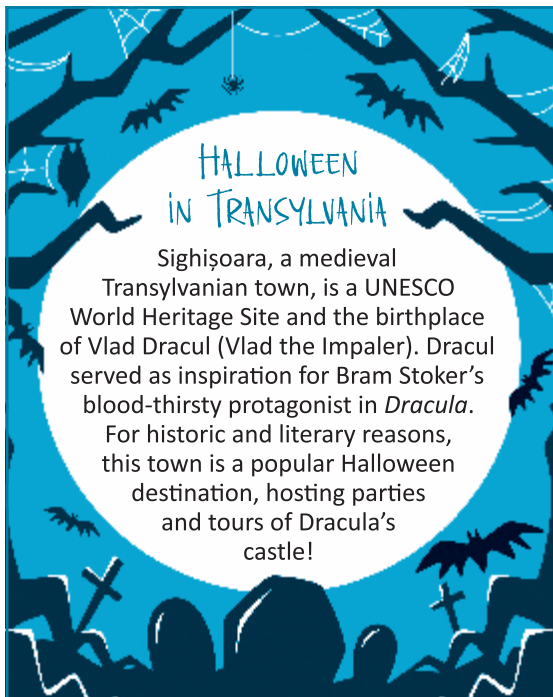 HALLOWEEN
IN TRANSYLVANIA
Sighișoara, a medieval
Transylvanian town, is a UNESCO
World Heritage Site and the birthplace
of Vlad Dracul (Vlad the Impaler). Dracul
served as inspiration for Bram Stoker’s
blood-thirsty protagonist in Dracula.
For historic and literary reasons,
this town is a popular Halloween
destination, hosting parties
and tours of Dracula’s
castle!